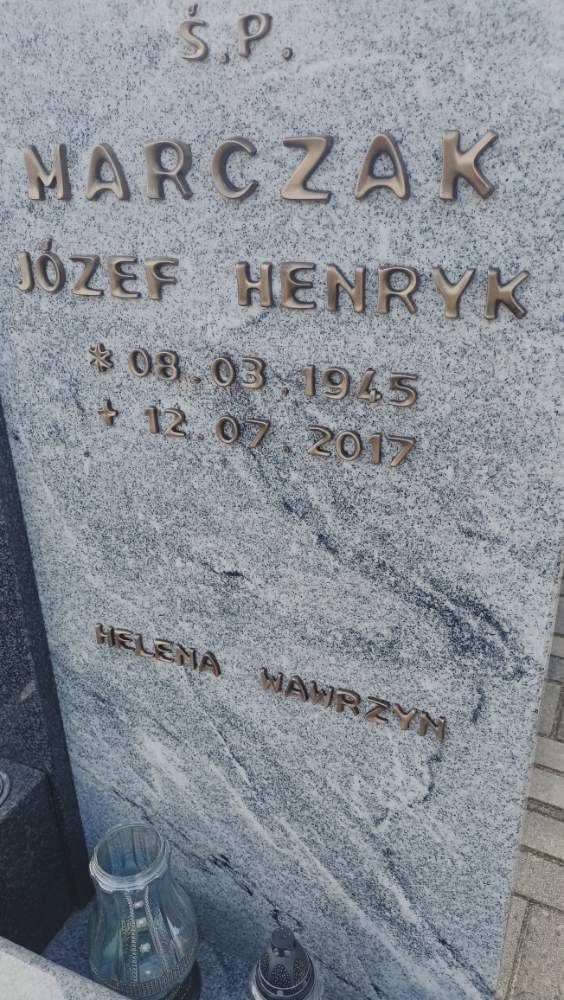 Ś.P.
MARCZAK
JÓZEF HENRYK
* 08.03.1945
+ 12.07.2017
HELENA WAWRZYN